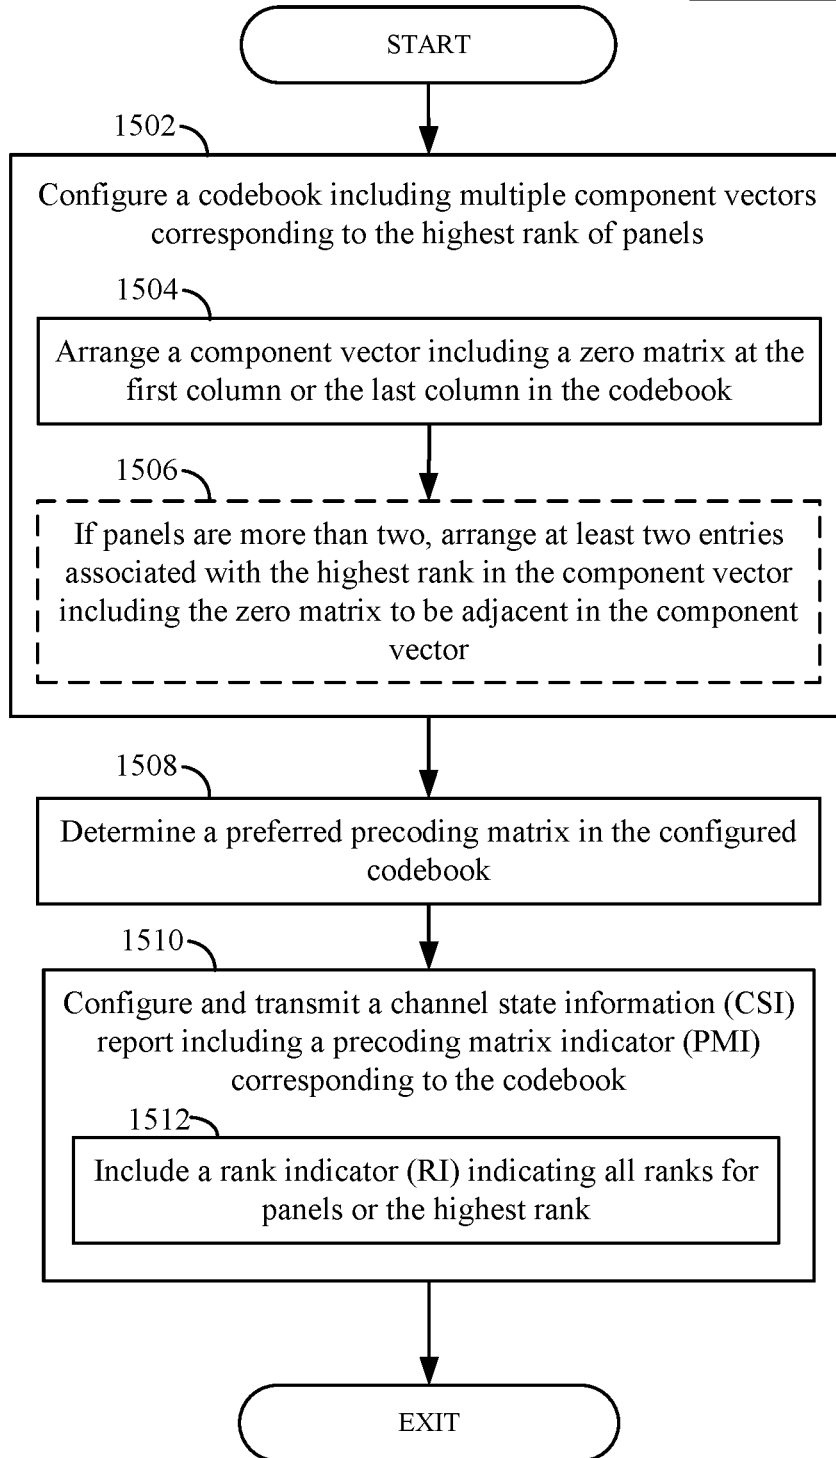 START
1502
Configure a codebook including multiple component vectors
corresponding to the highest rank of panels
1504
Arrange a component vector including a zero matrix at the
first column or the last column in the codebook
1506
If panels are more than two, arrange at least two entries
associated with the highest rank in the component vector
including the zero matrix to be adjacent in the component
vector
1508
Determine a preferred precoding matrix in the configured
codebook
1510
Configure and transmit a channel state information (CSI)
report including a precoding matrix indicator (PMI)
corresponding to the codebook
1512
Include a rank indicator (RI) indicating all ranks for
panels or the highest rank
EXIT